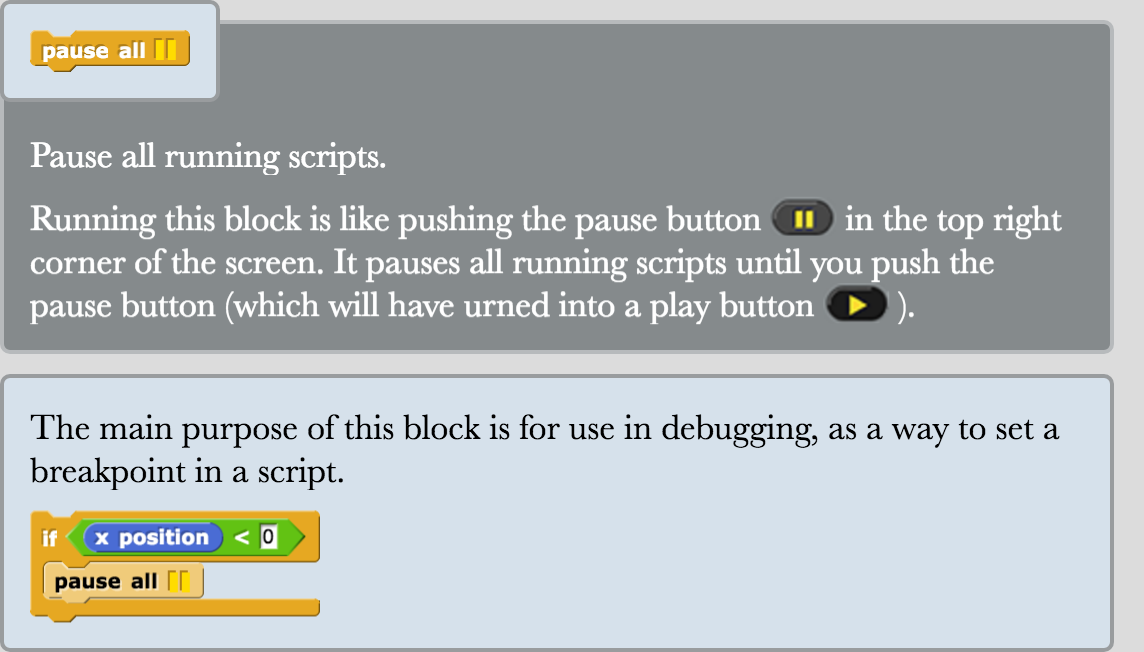 pause all
Pause all running scripts.
Running this block is like pushing the pause button in the top right
corner of the screen. It pauses all running scripts until you push the
pause button (which will have urned into a play button ).
The main purpose of this block is for use in debugging, as a way to set a
breakpoint in a script.
if x position < 0
pause all